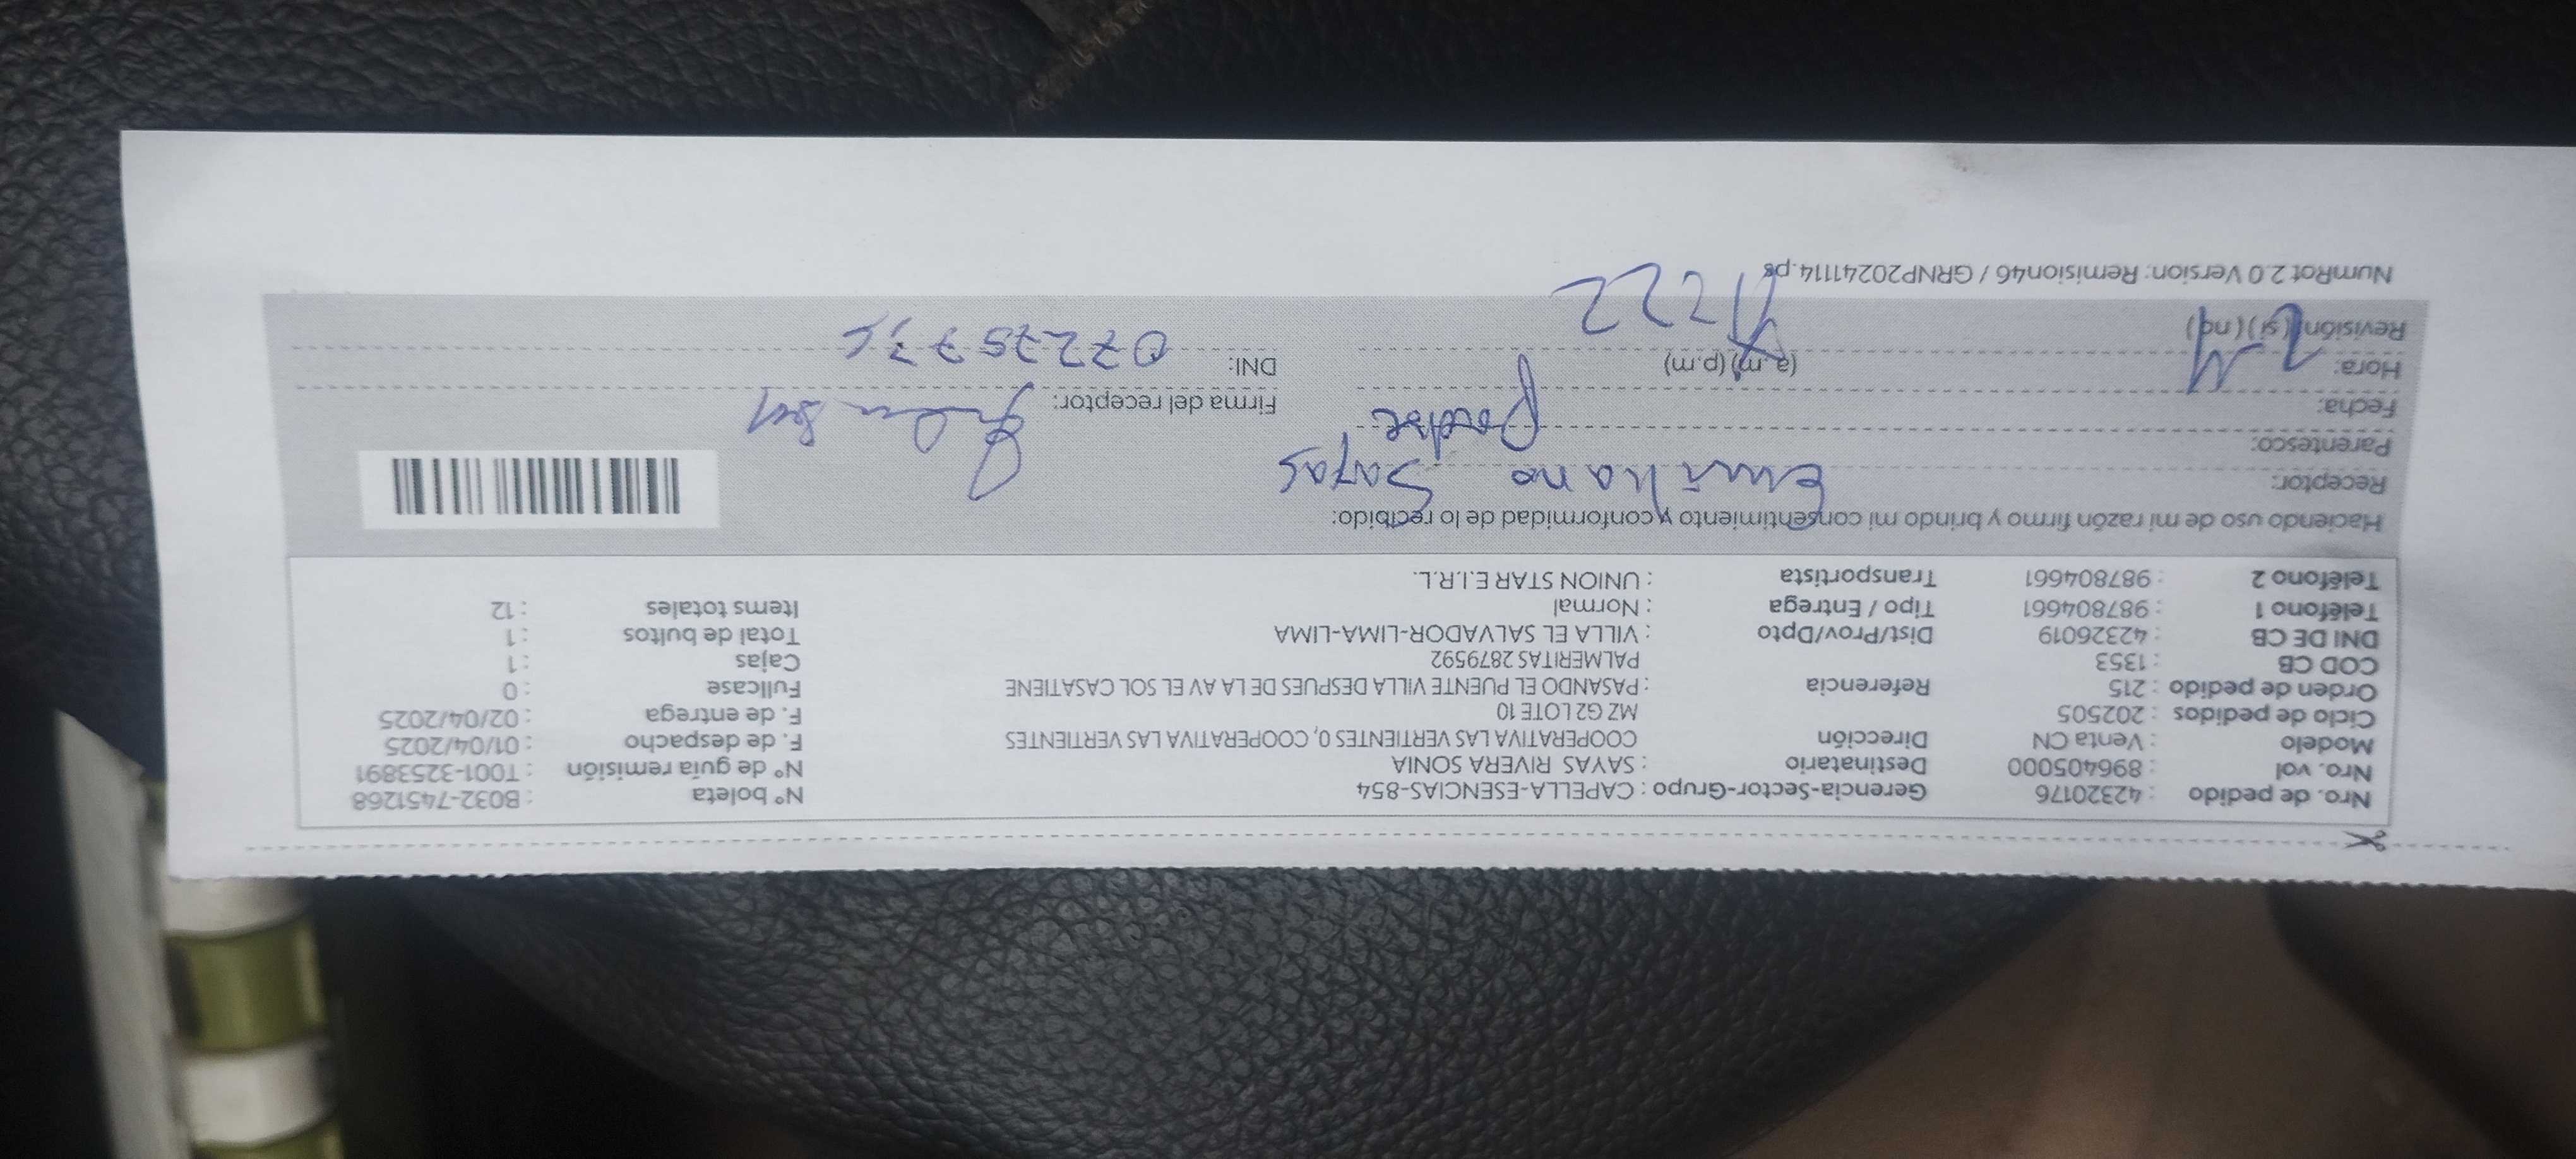 Nro. de pedido : 42320176 Gerencia-Sector-Grupo : CAPELLA-ESENCIAS-854 N° boleta : B032-7451268
Nro. vol : 896405000 Destinatario : SAYAS RIVERA SONIA N° de guía remisión : T001-3253891
Modelo : Venta CN Dirección COOPERATIVA LAS VERTIENTES 0, COOPERATIVA LAS VERTIENTES F. de despacho : 01/04/2025
Ciclo de pedidos : 202505 MZ G2 LOTE 10 F. de entrega : 02/04/2025
Orden de pedido : 215 Referencia : PASANDO EL PUENTE VILLA DESPUES DE LA AV EL SOL CASATIENE Fullcase : 0
COD CB : 1353 PALMERITAS 2879592 Cajas : 1
DNI DE CB : 42326019 Dist/Prov/Dpto : VILLA EL SALVADOR-LIMA-LIMA Total de bultos : 1
Teléfono 1 : 987804661 Tipo / Entrega : Normal Items totales : 12
Teléfono 2 : 987804661 Transportista : UNION STAR E.I.R.L.
Haciendo uso de mi razón firmo y brindo mi consentimiento y conformidad de lo recibido:
Receptor: Emiliano Sayas
Parentesco: Padre
Fecha: Firma del receptor:
Hora: (a.m) (p.m) DNI:
Revisión: (si) (no)
NumRot 2.0 Version: Remision46 / GRNP20241114.ps